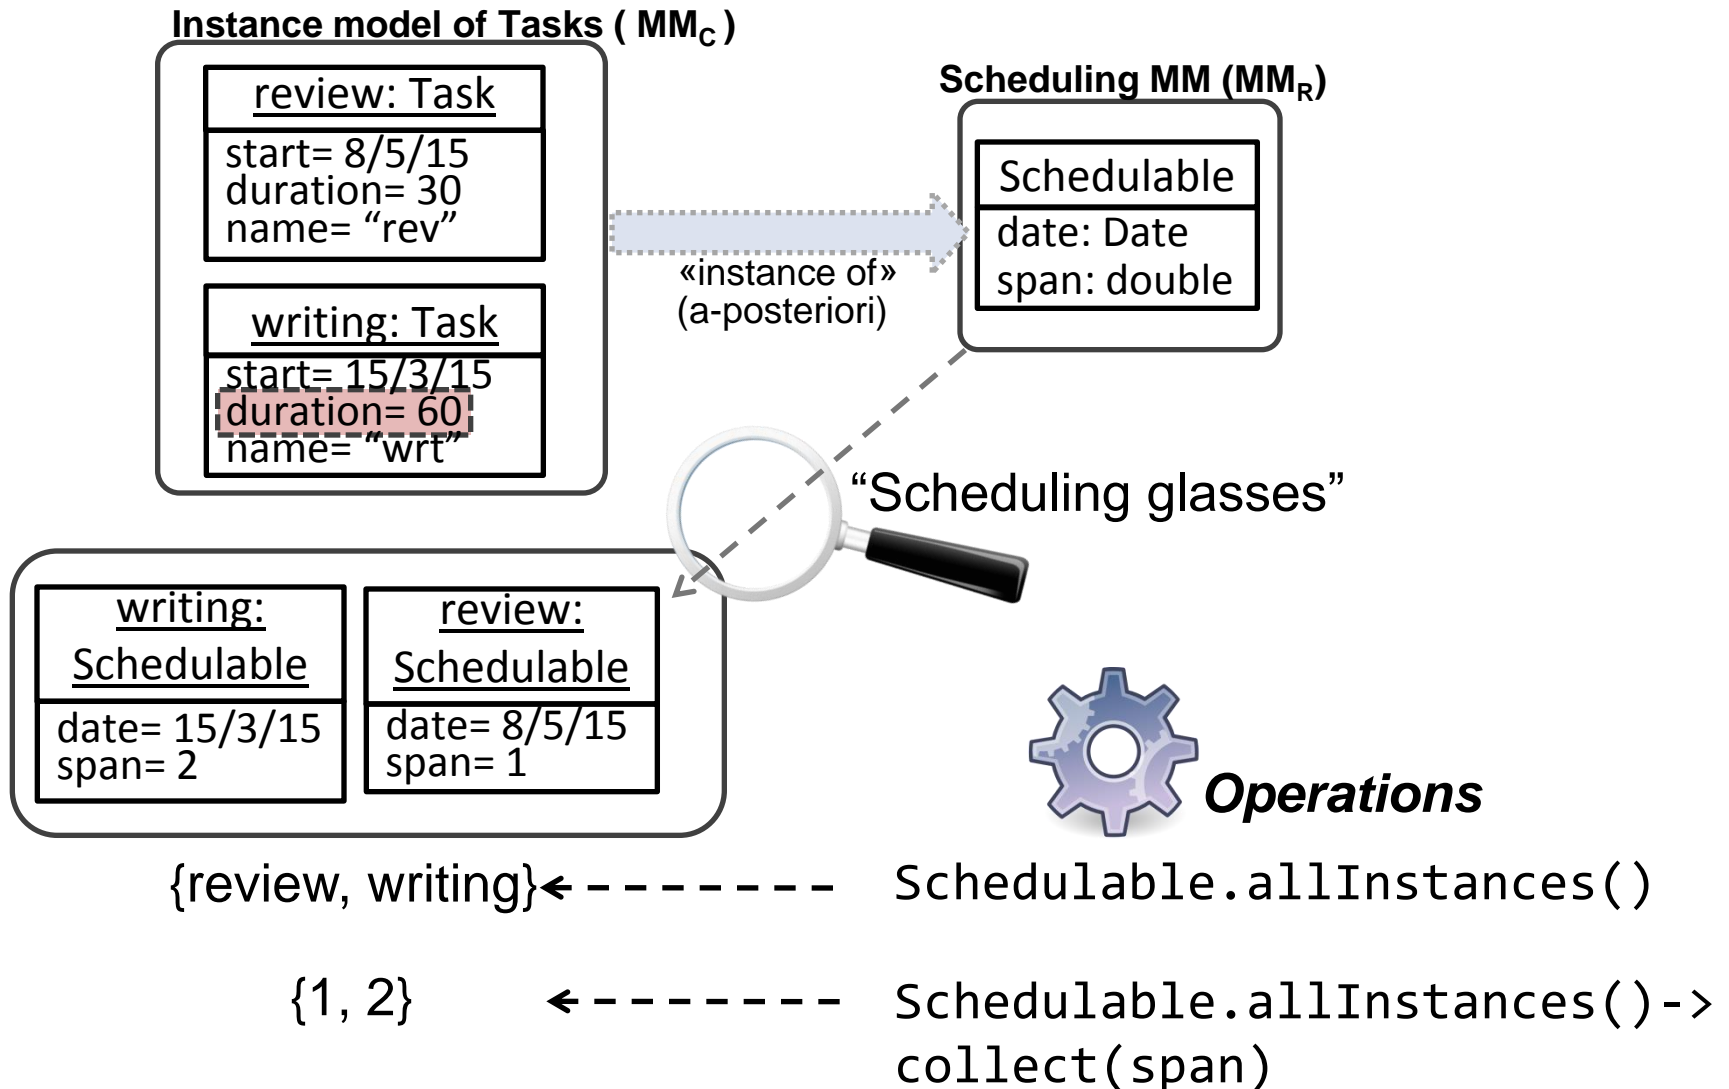 Instance model of Tasks ( MMC )
review: Task
start= 8/5/15
duration= 30
name= “rev”
writing: Task
start= 15/3/15
duration= 60
name= “wrt”
«instance of»
(a-posteriori)
Scheduling MM (MMR)
Schedulable
date: Date
span: double
“Scheduling glasses”
writing:
Schedulable
date= 15/3/15
span= 2
review:
Schedulable
date= 8/5/15
span= 1
Operations
{review, writing}
Schedulable.allInstances()
{1, 2}
Schedulable.allInstances()->
collect(span)